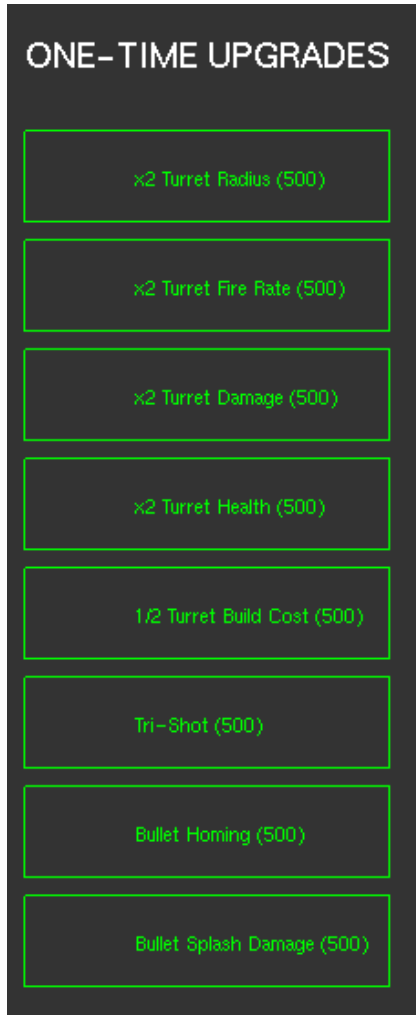 ONE-TIME UPGRADES
x2 Turret Radius (500)
x2 Turret Fire Rate (500)
x2 Turret Damage (500)
x2 Turret Health (500)
1/2 Turret Build Cost (500)
Tri-Shot (500)
Bullet Homing (500)
Bullet Splash Damage (500)